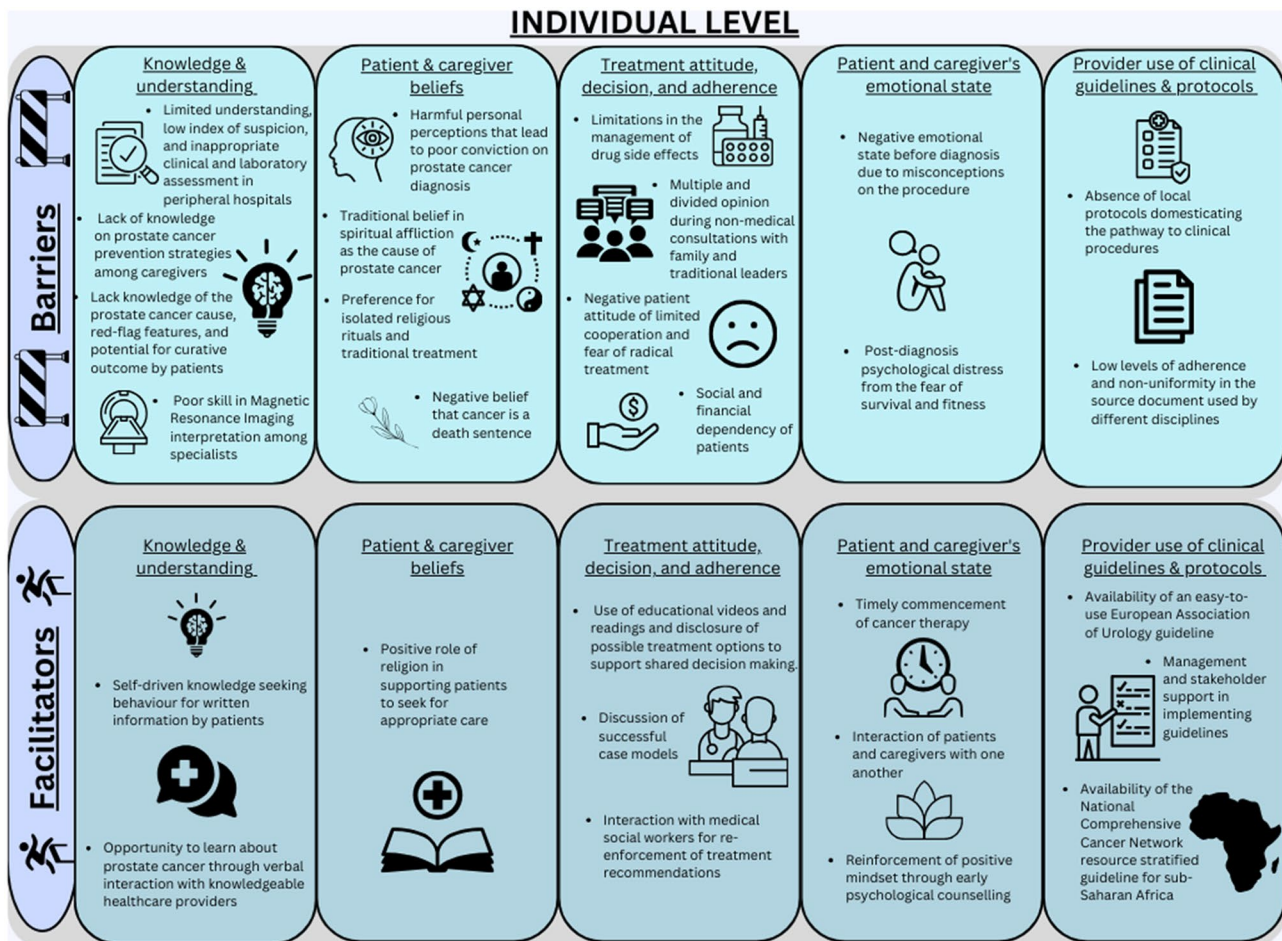 INDIVIDUAL LEVEL
Barriers
Knowledge &
understanding
• Limited understanding,
low index of suspicion,
and inappropriate
clinical and laboratory
assessment in
peripheral hospitals
• Lack of knowledge
on prostate cancer
prevention strategies
among caregivers
• Lack knowledge of the
prostate cancer cause,
red-flag features, and
potential for curative
outcome by patients
• Poor skill in Magnetic
Resonance Imaging
interpretation among
specialists
Patient & caregiver
beliefs
• Harmful personal
perceptions that lead
to poor conviction on
prostate cancer
diagnosis
• Traditional belief in
spiritual affliction
as the cause of
prostate cancer
• Preference for
isolated religious
rituals and
traditional treatment
• Negative belief
that cancer is a
death sentence
Treatment attitude,
decision, and adherence
• Limitations in the
management of
drug side effects
• Multiple and
divided opinion
during non-medical
consultations with
family and
traditional leaders
• Negative patient
attitude of limited
cooperation and
fear of radical
treatment
$
• Social and
financial
dependency of
patients
Patient and caregiver's
emotional state
• Negative emotional
state before diagnosis
due to misconceptions
on the procedure
• Post-diagnosis
psychological distress
from the fear of
survival and fitness
Provider use of clinical
guidelines & protocols
• Absence of local
protocols domesticating
the pathway to clinical
procedures
• Low levels of adherence
and non-uniformity in the
source document used by
different disciplines
Facilitators
Knowledge &
understanding
• Self-driven knowledge seeking
behaviour for written
information by patients
• Opportunity to learn about
prostate cancer through verbal
interaction with knowledgeable
healthcare providers
Patient & caregiver
beliefs
• Positive role of
religion in
supporting patients
to seek for
appropriate care
Treatment attitude,
decision, and adherence
• Use of educational videos and
readings and disclosure of
possible treatment options to
support shared decision making.
• Discussion of
successful
case models
• Interaction with medical
social workers for re-
enforcement of treatment
recommendations
Patient and caregiver's
emotional state
• Timely commencement
of cancer therapy
• Interaction of patients
and caregivers with one
another
• Reinforcement of positive
mindset through early
psychological counselling
Provider use of clinical
guidelines & protocols
• Availability of an easy-to-
use European Association
of Urology guideline
• Management
and stakeholder
support in
implementing
guidelines
• Availability of the
National
Comprehensive
Cancer Network
resource stratified
guideline for sub-
Saharan Africa